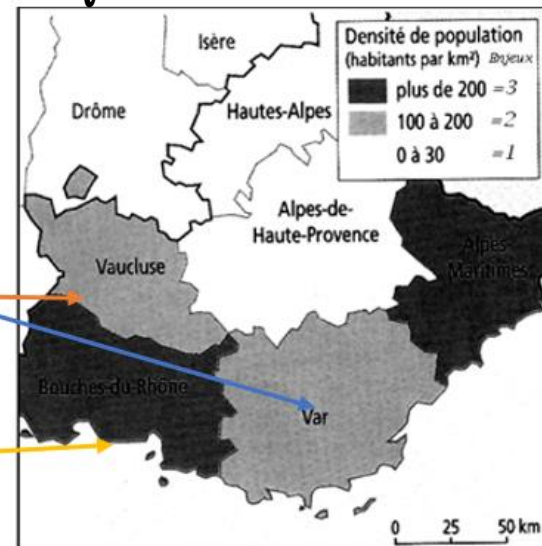 Densité de population
(habitants par km²) Enjeux
plus de 200 =3
100 à 200 =2
0 à 30 =1
Isère
Drôme
Hautes-Alpes
Alpes-de-
Haute-Provence
Alpes-
Maritimes
Vaucluse
Bouches-du-Rhône
Var
0 25 50 km